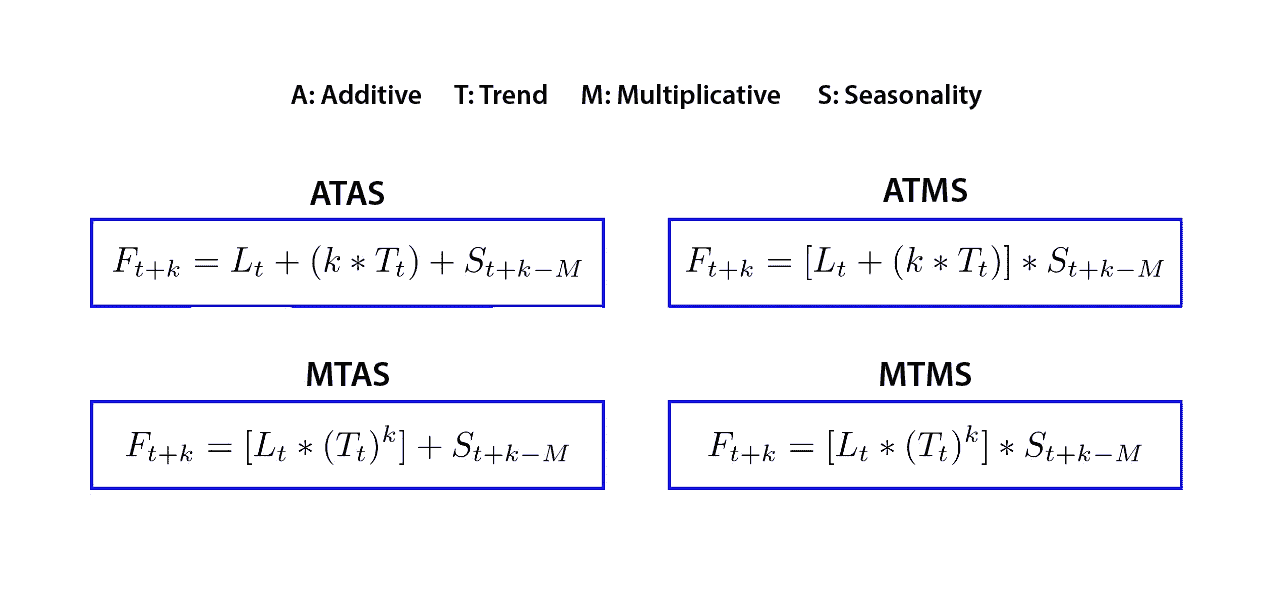 A: Additive T: Trend M: Multiplicative S: Seasonality
ATAS
F_{t+k} = L_t + (k * T_t) + S_{t+k-M}
ATMS
F_{t+k} = [L_t + (k * T_t)] * S_{t+k-M}
MTAS
F_{t+k} = [L_t * (T_t)^k] + S_{t+k-M}
MTMS
F_{t+k} = [L_t * (T_t)^k] * S_{t+k-M}